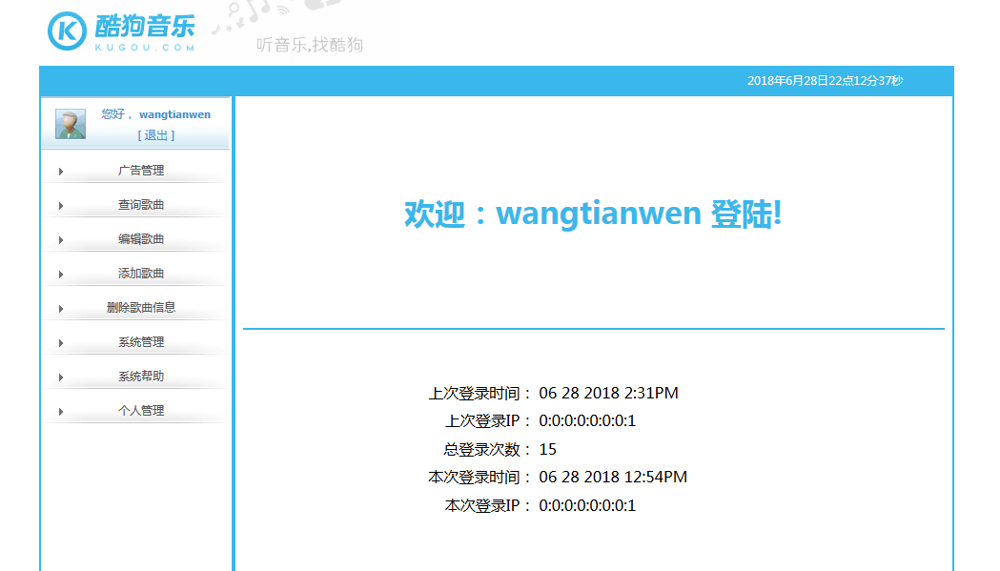 酷狗音乐
KUGOU.COM
听音乐,找酷狗
2018年6月28日22点12分37秒
您好， wangtianwen
[ 退出 ]
广告管理
查询歌曲
编辑歌曲
添加歌曲
删除歌曲信息
系统管理
系统帮助
个人管理
欢迎：wangtianwen 登陆!
上次登录时间： 06 28 2018 2:31PM
上次登录IP： 0:0:0:0:0:0:0:1
总登录次数： 15
本次登录时间： 06 28 2018 12:54PM
本次登录IP： 0:0:0:0:0:0:0:1